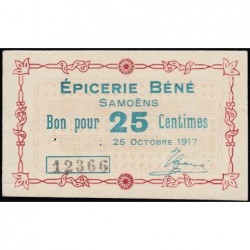 ÉPICERIE BÉNÉ
SAMOËNS
Bon pour 25 Centimes
25 OCTOBRE 1917
12366